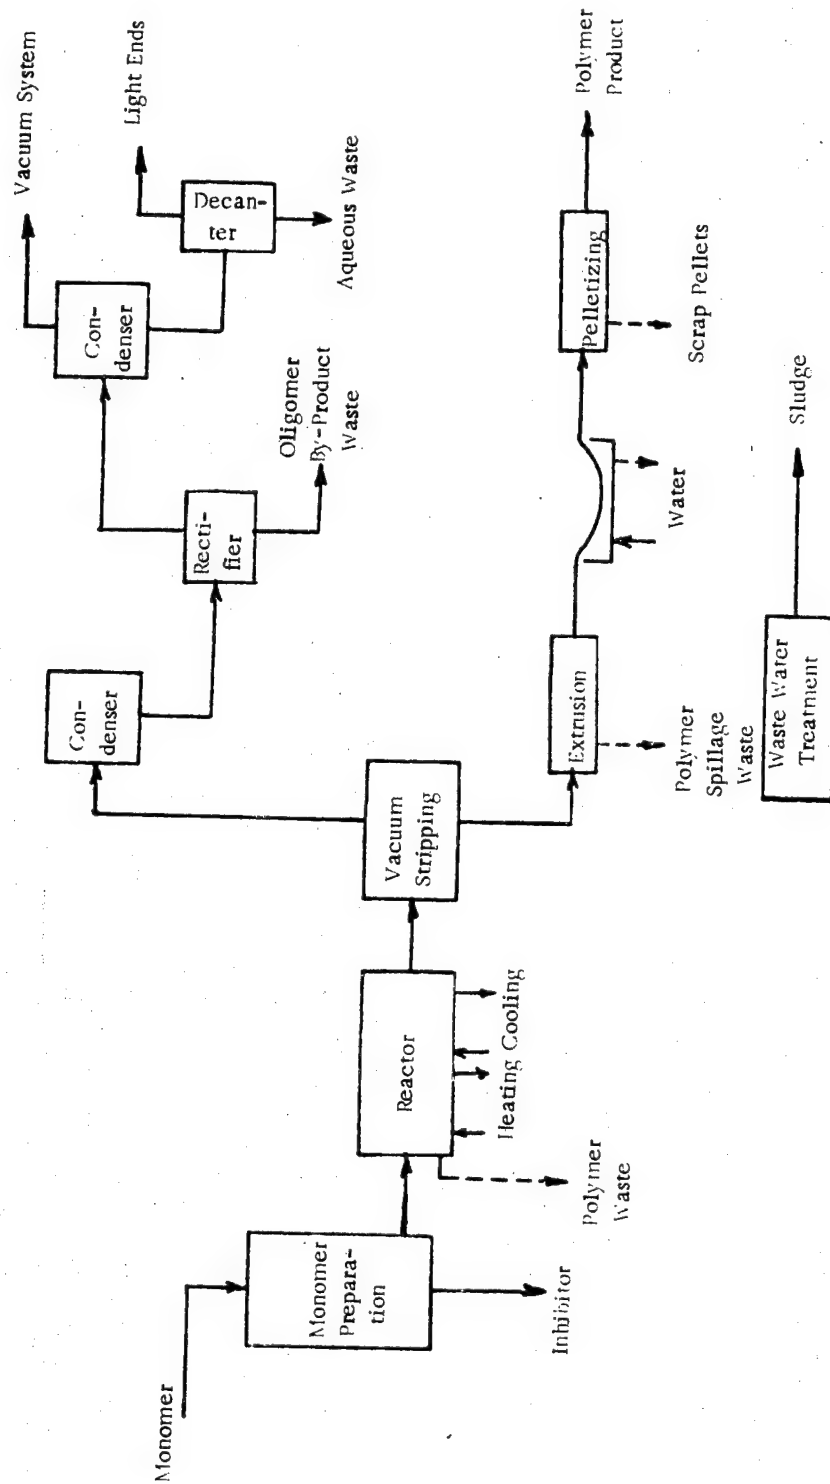 Monomer
Monomer
Prepara-
tion
Inhibitor
Reactor
Heating Cooling
Polymer
Waste
Vacuum
Stripping
Con-
denser
Recti-
fier
Oligomer
By-Product
Waste
Con-
denser
Vacuum System
Decan-
ter
Light Ends
Aqueous Waste
Extrusion
Polymer
Spillage
Waste
Water
Pelletizing
Scrap Pellets
Polymer
Product
Waste Water
Treatment
Sludge